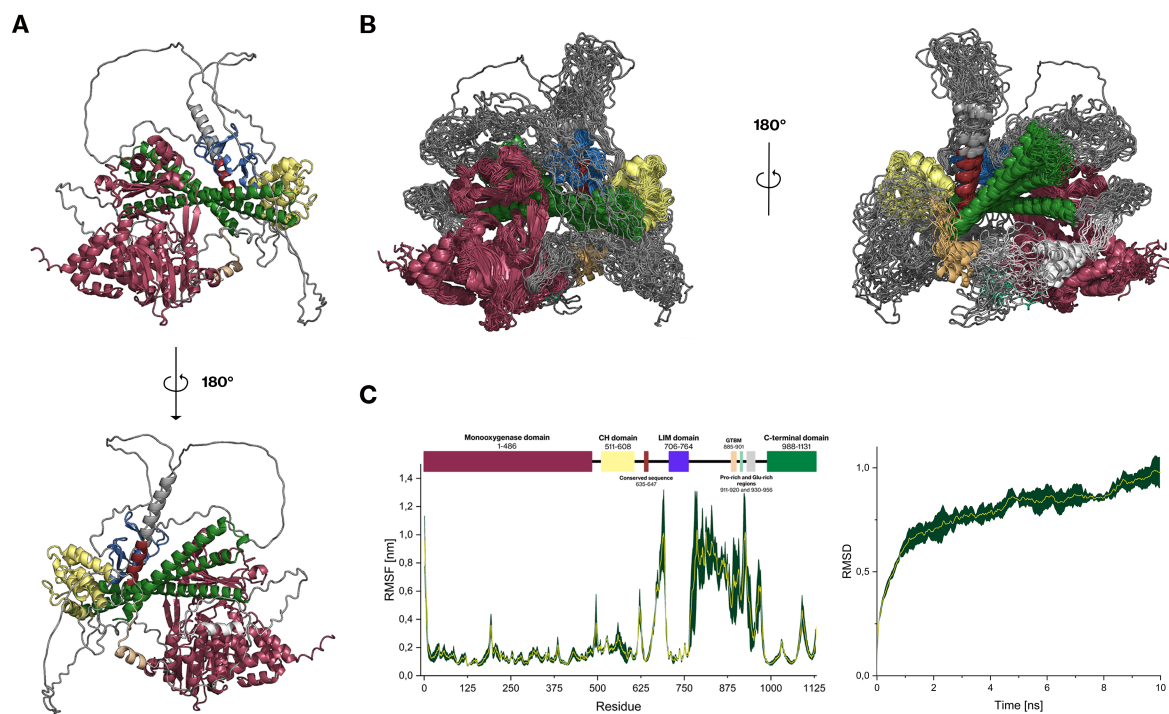 A
B
180°
180°
C
Monooxygenase domain
1-486
CH domain
511-608
LIM domain
706-764
GTBM
885-901
C-terminal domain
988-1131
Conserved sequence
635-647
Pro-rich and Glu-rich
regions
911-920 and 930-956
RMSF [nm]
1,4
1,2
1,0
0,8
0,6
0,4
0,2
0,0
0
125
250
375
500
625
750
875
1000
1125
Residue
RMSD
1,0
0,5
0,0
0
2
4
6
8
10
Time [ns]